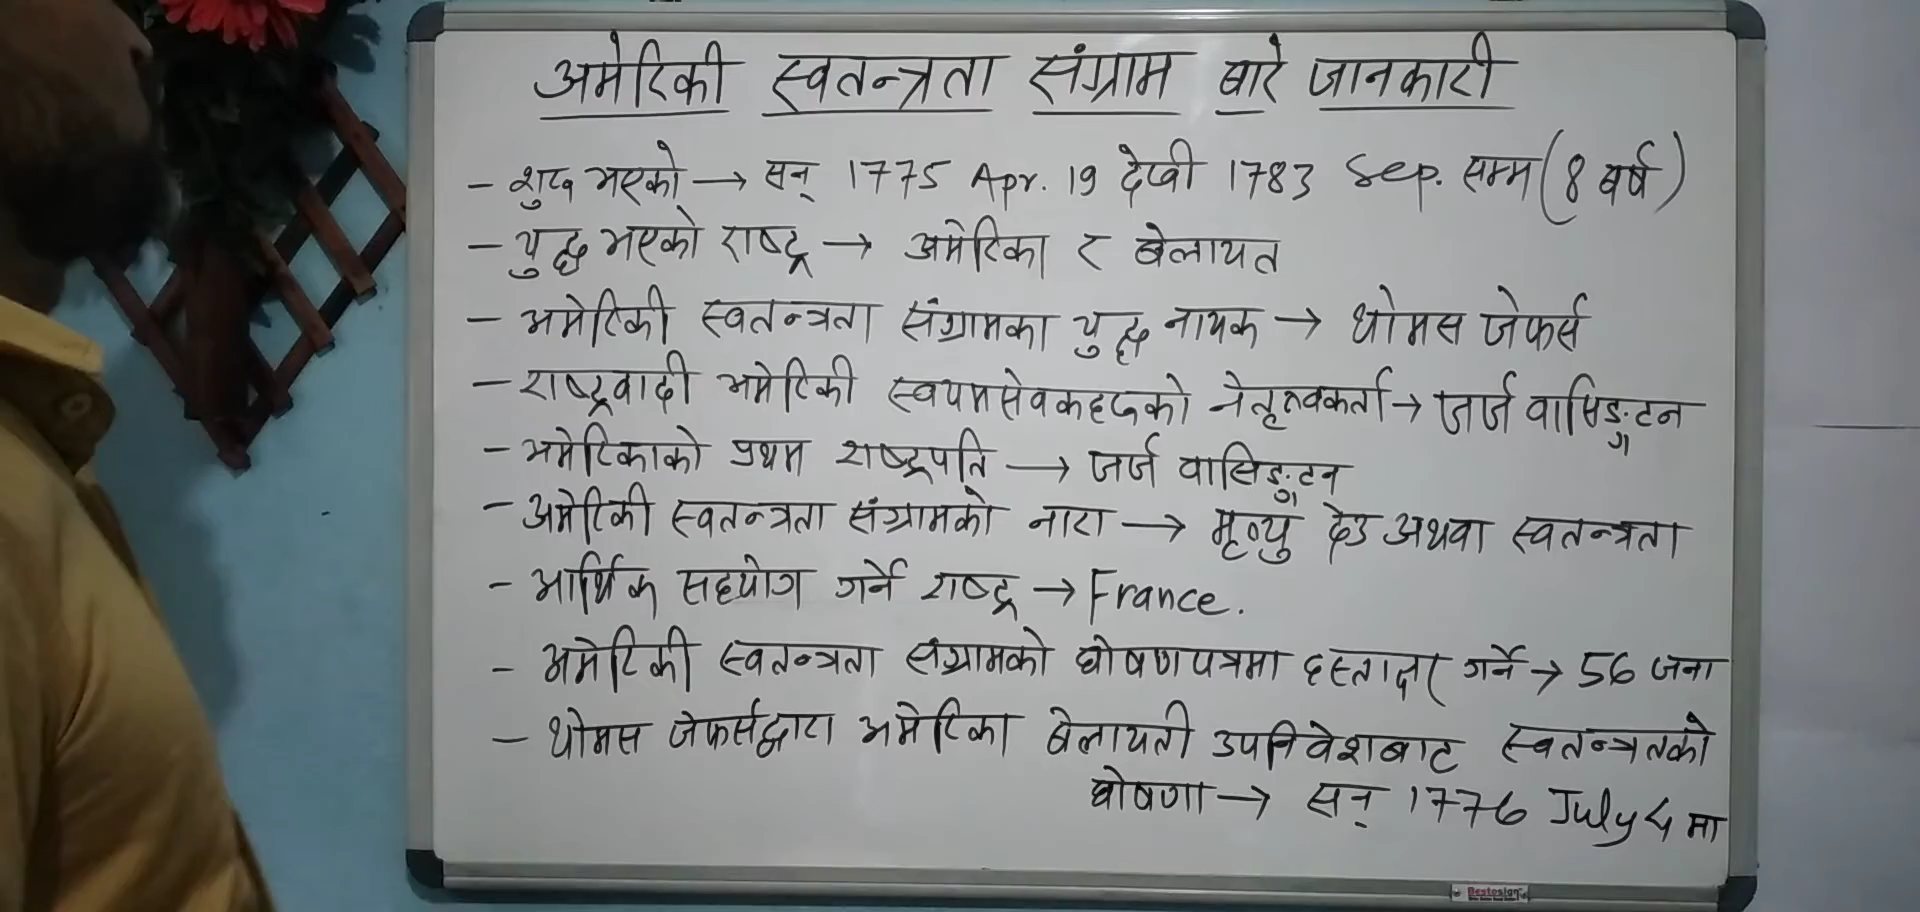 अमेरिकी स्वतन्त्रता संग्राम बारे जानकारी
- शुरु भएको → सन् 1775 Apr. 19 देखी 1783 Sep. सम्म (8 वर्ष)
- युद्ध भएको राष्ट्र → अमेरिका र बेलायत
- अमेरिकी स्वतन्त्रता संग्रामका युद्ध नायक → थोमस जेफर्स
- राष्ट्रवादी अमेरिकी स्वयमसेवकहरुको नेतृत्वकर्ता → जर्ज वासिङ्गटन
- अमेरिकाको प्रथम राष्ट्रपति → जर्ज वासिङ्गटन
- अमेरिकी स्वतन्त्रता संग्रामको नारा → मृत्यु देउ अथवा स्वतन्त्रता
- आर्थिक सहयोग गर्ने राष्ट्र → France.
- अमेरिकी स्वतन्त्रता संग्रामको घोषणपत्रमा हस्ताक्षर गर्ने → 56 जना
- थोमस जेफर्सद्वारा अमेरिका बेलायती उपनिवेशबाट स्वतन्त्रतको
घोषणा → सन् 1776 July 4 मा
Bestosign